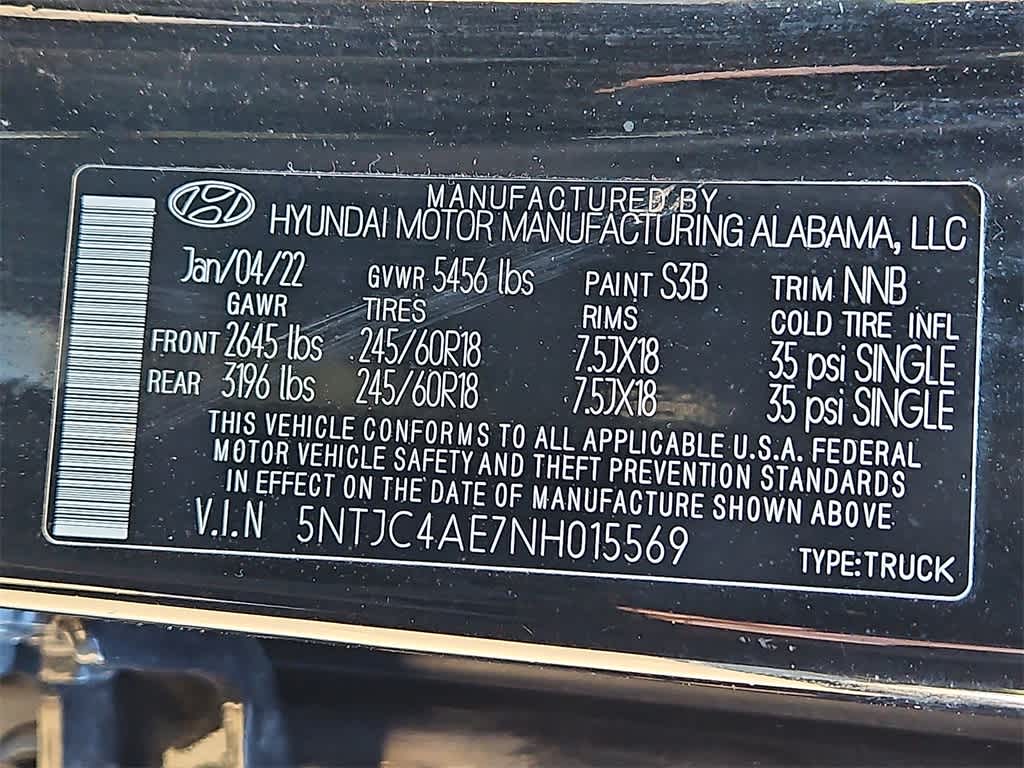 MANUFACTURED BY
HYUNDAI MOTOR MANUFACTURING ALABAMA, LLC
Jan/04/22 GVWR 5456 lbs PAINT S3B TRIM NNB
GAWR TIRES RIMS COLD TIRE INFL
FRONT 2645 lbs 245/60R18 7.5JX18 35 psi SINGLE
REAR 3196 lbs 245/60R18 7.5JX18 35 psi SINGLE
THIS VEHICLE CONFORMS TO ALL APPLICABLE U.S.A. FEDERAL
MOTOR VEHICLE SAFETY AND THEFT PREVENTION STANDARDS
IN EFFECT ON THE DATE OF MANUFACTURE SHOWN ABOVE.
V.I.N 5NTJC4AE7NH015569 TYPE:TRUCK